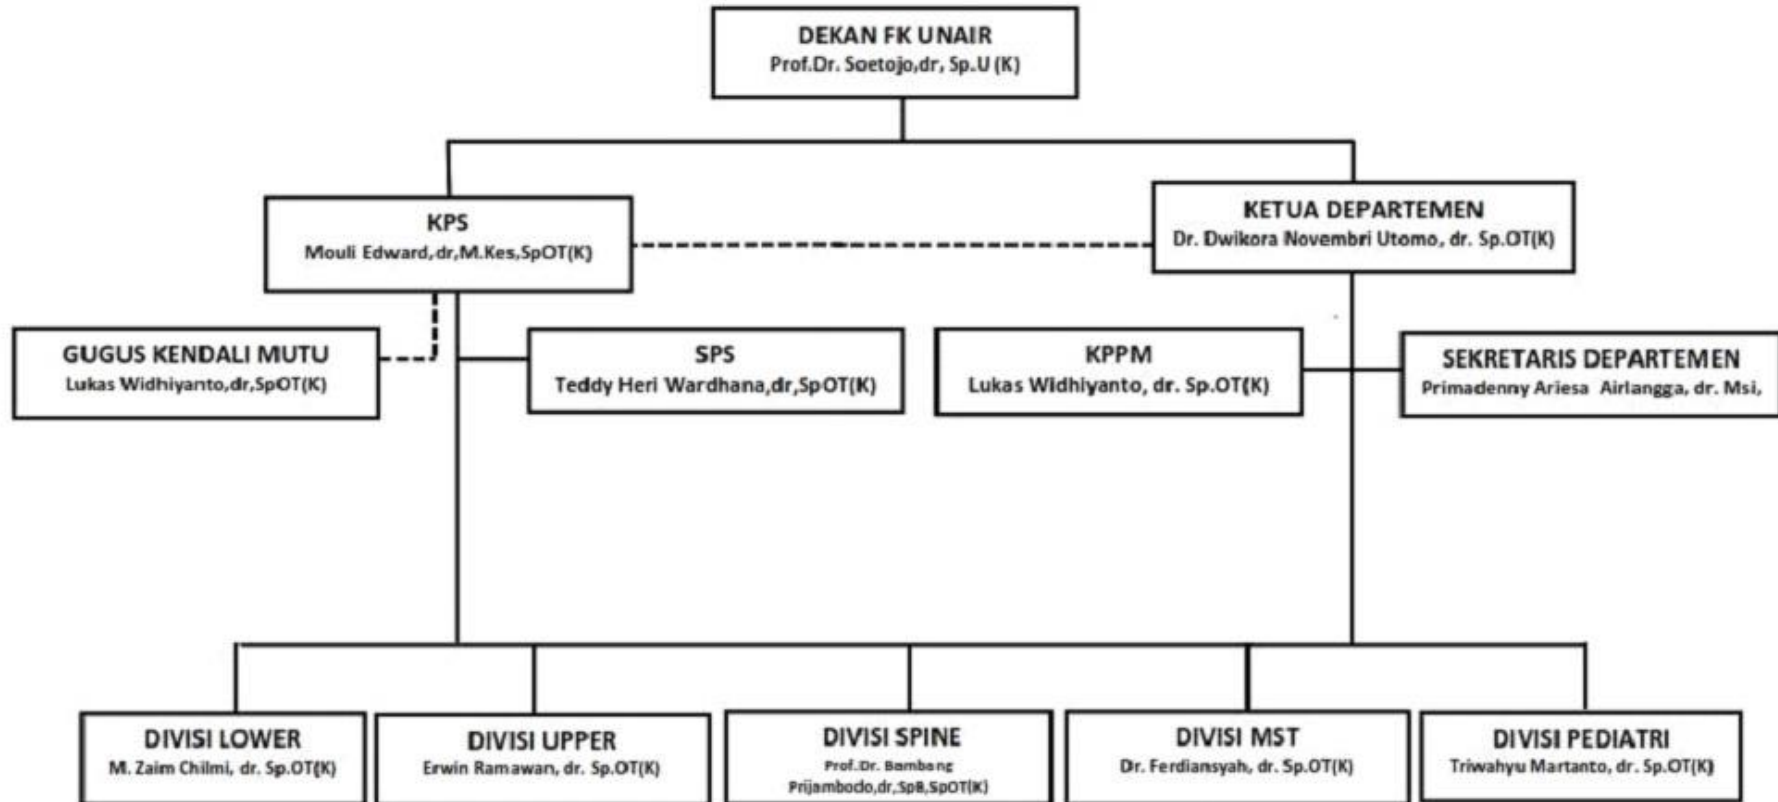 DEKAN FK UNAIR
Prof.Dr. Soetojo,dr, Sp.U (K)
KPS
Mouli Edward,dr,M.Kes,SpOT(K)
KETUA DEPARTEMEN
Dr. Dwikora Novembri Utomo, dr. Sp.OT(K)
GUGUS KENDALI MUTU
Lukas Widhiyanto,dr,SpOT(K)
SPS
Teddy Heri Wardhana,dr,SpOT(K)
KPPM
Lukas Widhiyanto, dr. Sp.OT(K)
SEKRETARIS DEPARTEMEN
Primadenny Ariesa Airlangga, dr. Msi,
DIVISI LOWER
M. Zaim Chilmi, dr. Sp.OT(K)
DIVISI UPPER
Erwin Ramawan, dr. Sp.OT(K)
DIVISI SPINE
Prof.Dr. Bambang
Prijambodo,dr,SpB,SpOT(K)
DIVISI MST
Dr. Ferdiansyah, dr. Sp.OT(K)
DIVISI PEDIATRI
Triwahyu Martanto, dr. Sp.OT(K)